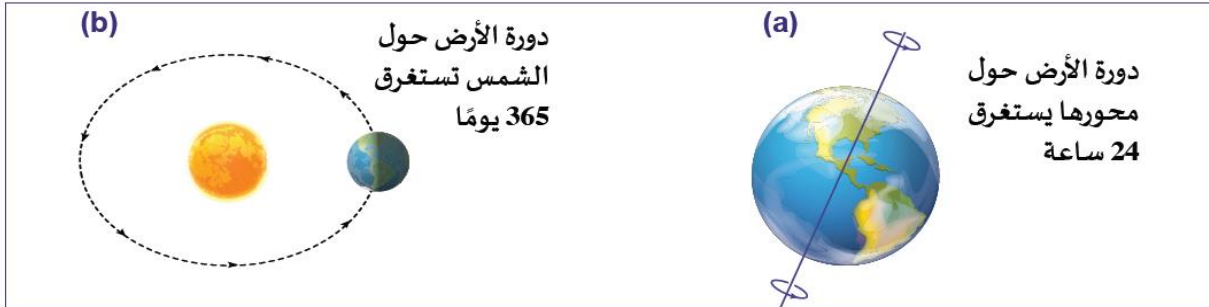 (a)
دورة الأرض حول
محورها يستغرق
24 ساعة
(b)
دورة الأرض حول
الشمس تستغرق
365 يومًا